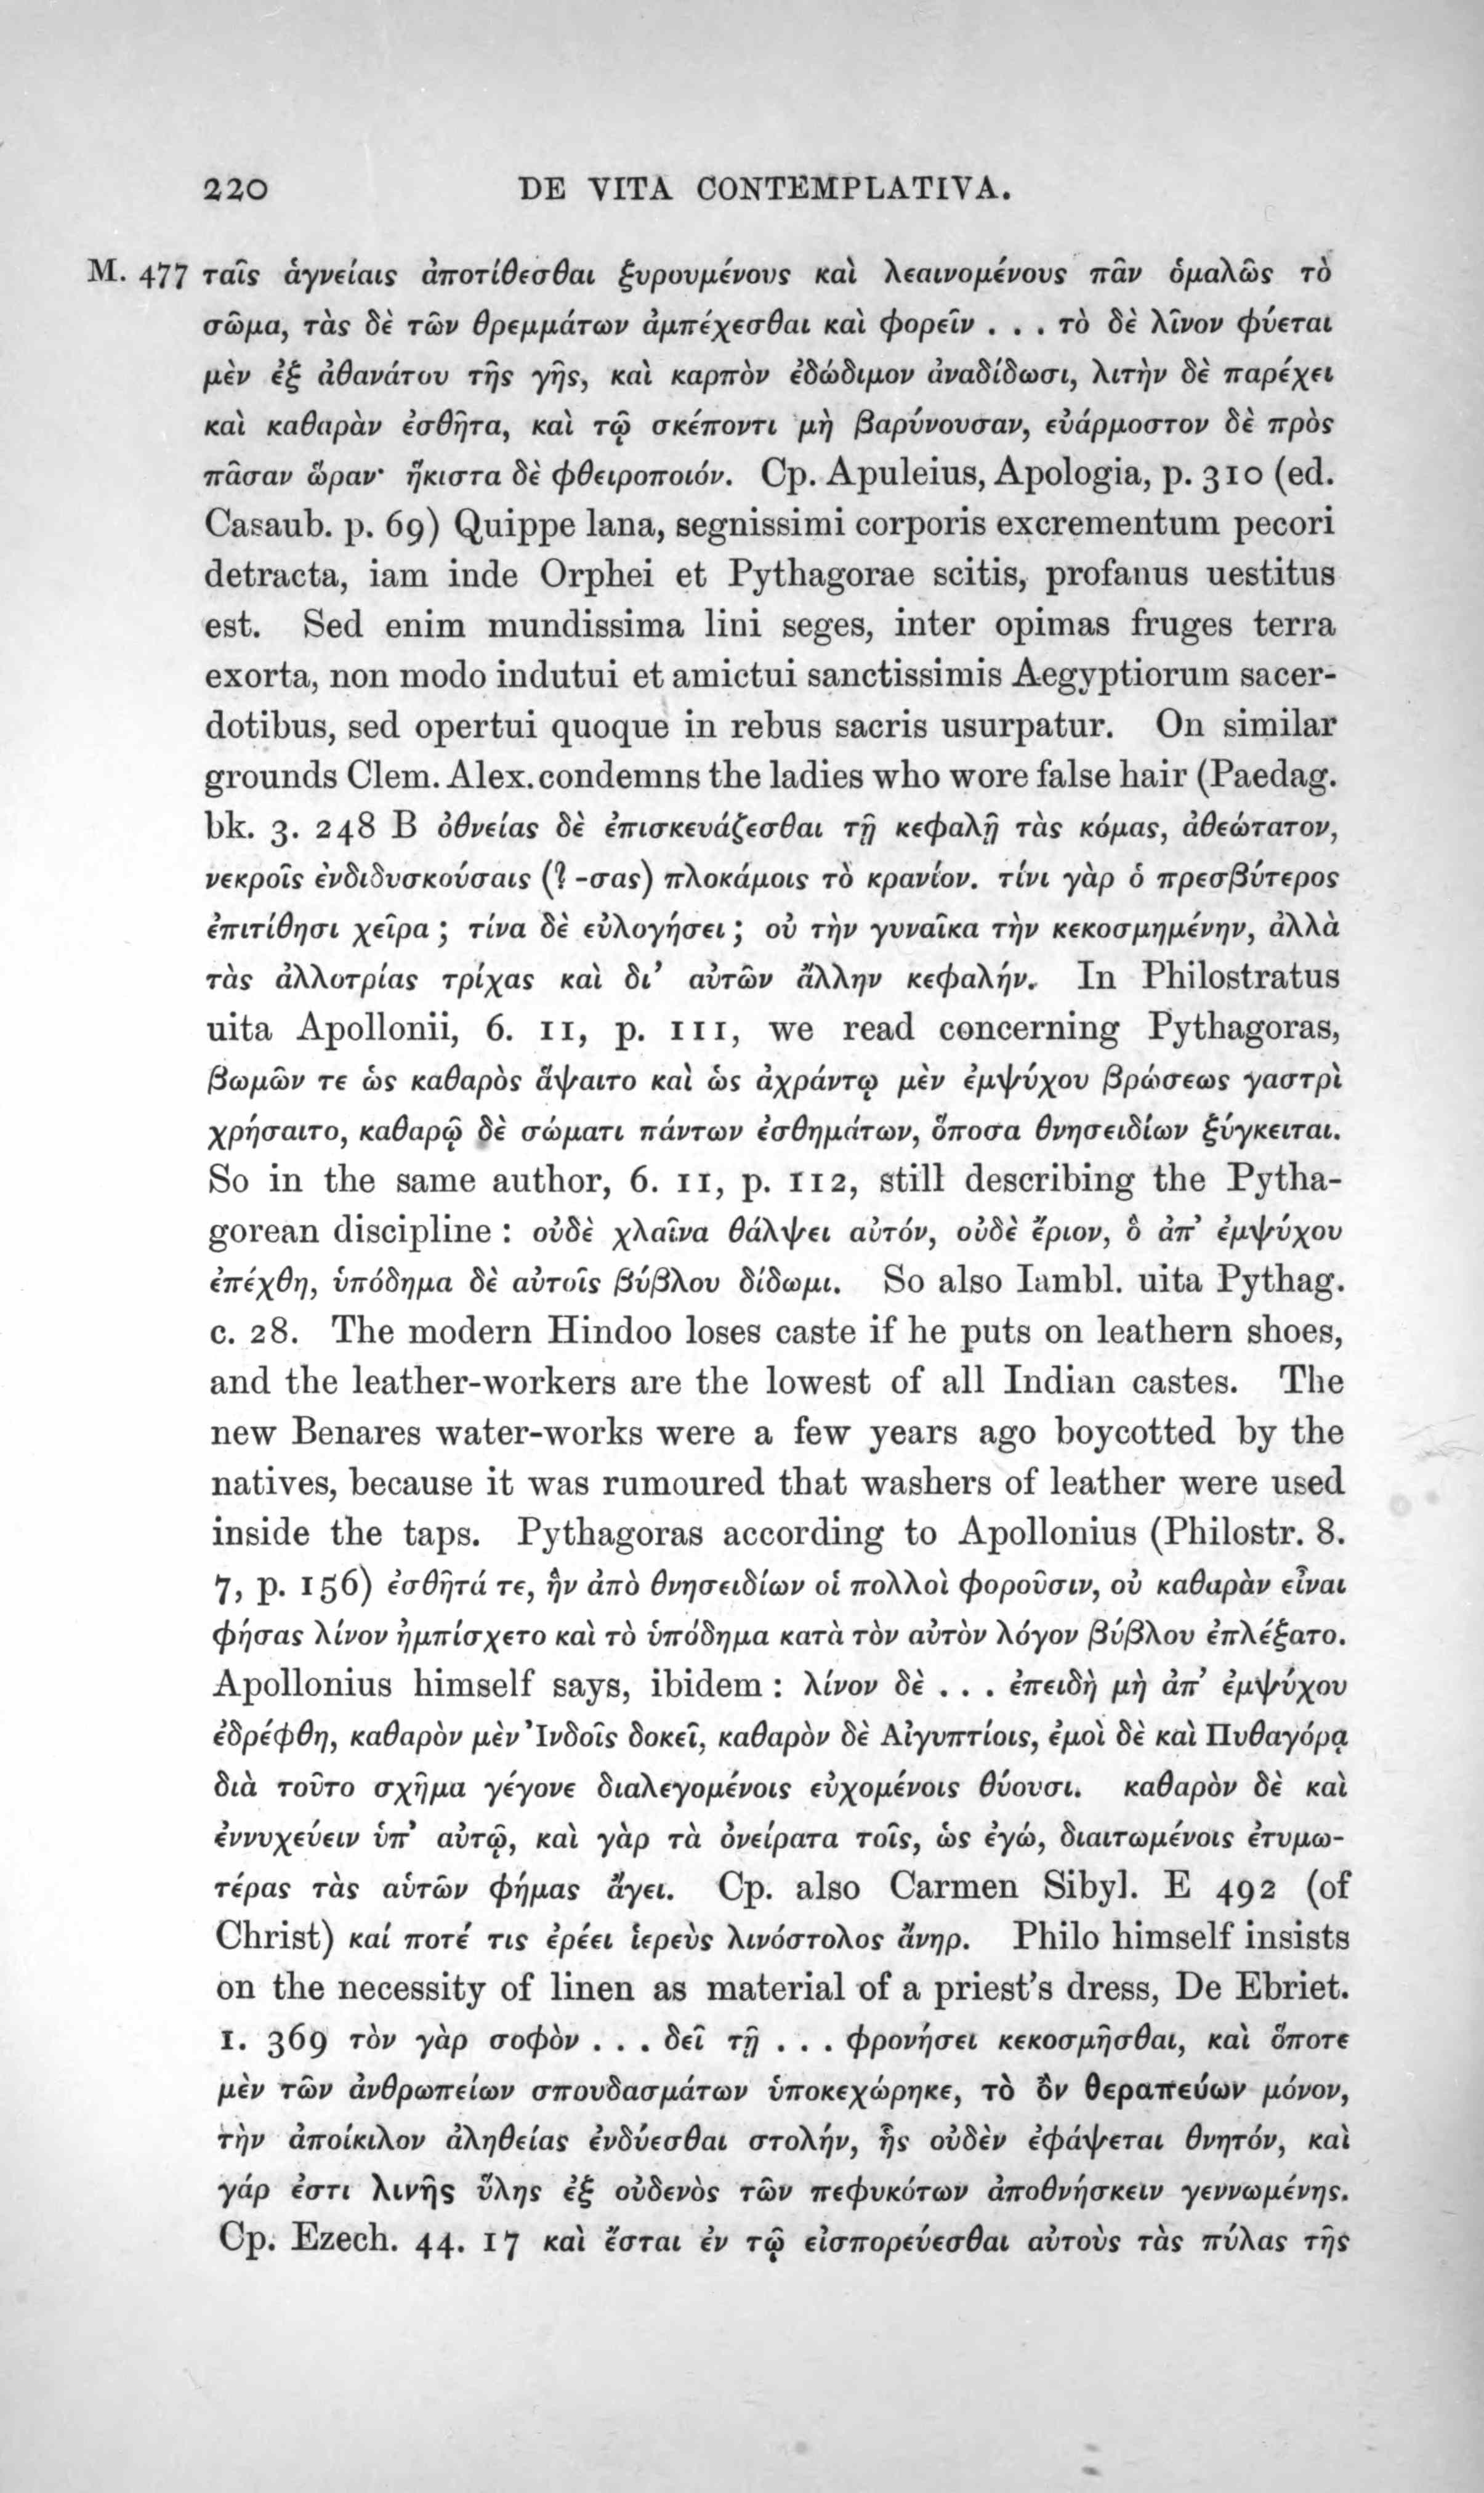 220 DE VITA CONTEMPLATIVA.
M. 477 ταῖς ἁγνείαις ἀποτίθεσθαι ξυρουμένους καὶ λεαινομένους πᾶν ὁμαλῶς τὸ
σῶμα, τὰς δὲ τῶν θρεμμάτων ἀμπέχεσθαι καὶ φορεῖν . . . τὸ δὲ λῖνον φύεται
μὲν ἐξ ἀθανάτου τῆς γῆς, καὶ καρπὸν ἐδώδιμον ἀναδίδωσι, λιτὴν δὲ παρέχει
καὶ καθαρὰν ἐσθῆτα, καὶ τῷ σκέποντι μὴ βαρύνουσαν, εὐάρμοστον δὲ πρὸς
πᾶσαν ὥραν· ἥκιστα δὲ φθειροποιόν. Cp. Apuleius, Apologia, p. 310 (ed.
Casaub. p. 69) Quippe lana, segnissimi corporis excrementum pecori
detracta, iam inde Orphei et Pythagorae scitis, profanus uestitus
est. Sed enim mundissima lini seges, inter opimas fruges terra
exorta, non modo indutui et amictui sanctissimis Aegyptiorum sacer-
dotibus, sed opertui quoque in rebus sacris usurpatur. On similar
grounds Clem. Alex. condemns the ladies who wore false hair (Paedag.
bk. 3. 248 B ὀθνείας δὲ ἐπισκευάζεσθαι τῇ κεφαλῇ τὰς κόμας, ἀθεώτατον,
νεκροῖς ἐνδιδυσκούσαις (? -σας) πλοκάμοις τὸ κρανίον. τίνι γὰρ ὁ πρεσβύτερος
ἐπιτίθησι χεῖρα ; τίνα δὲ εὐλογήσει ; οὐ τὴν γυναῖκα τὴν κεκοσμημένην, ἀλλὰ
τὰς ἀλλοτρίας τρίχας καὶ δι’ αὐτῶν ἄλλην κεφαλήν. In Philostratus
uita Apollonii, 6. 11, p. 111, we read concerning Pythagoras,
βωμῶν τε ὡς καθαρὸς ἅψαιτο καὶ ὡς ἀχράντῳ μὲν ἐμψύχου βρώσεως γαστρὶ
χρήσαιτο, καθαρῷ δὲ σώματι πάντων ἐσθημάτων, ὅποσα θνησειδίων ξύγκειται.
So in the same author, 6. 11, p. 112, still describing the Pytha-
gorean discipline : οὐδὲ χλαῖνα θάλψει αὐτόν, οὐδὲ ἔριον, ὃ ἀπ’ ἐμψύχου
ἐπέχθη, ὑπόδημα δὲ αὐτοῖς βύβλου δίδωμι. So also Iambl. uita Pythag.
c. 28. The modern Hindoo loses caste if he puts on leathern shoes,
and the leather-workers are the lowest of all Indian castes. The
new Benares water-works were a few years ago boycotted by the
natives, because it was rumoured that washers of leather were used
inside the taps. Pythagoras according to Apollonius (Philostr. 8.
7, p. 156) ἐσθῆτά τε, ἣν ἀπὸ θνησειδίων οἱ πολλοὶ φοροῦσιν, οὐ καθαρὰν εἶναι
φήσας λίνον ἠμπίσχετο καὶ τὸ ὑπόδημα κατὰ τὸν αὐτὸν λόγον βύβλου ἐπλέξατο.
Apollonius himself says, ibidem : λίνον δὲ . . . ἐπειδὴ μὴ ἀπ’ ἐμψύχου
ἐδρέφθη, καθαρὸν μὲν Ἰνδοῖς δοκεῖ, καθαρὸν δὲ Αἰγυπτίοις, ἐμοὶ δὲ καὶ Πυθαγόρᾳ
διὰ τοῦτο σχῆμα γέγονε διαλεγομένοις εὐχομένοις θύουσι. καθαρὸν δὲ καὶ
ἐννυχεύειν ὑπ’ αὐτῷ, καὶ γὰρ τὰ ὀνείρατα τοῖς, ὡς ἐγώ, διαιτωμένοις ἐτυμω-
τέρας τὰς αὑτῶν φήμας ἄγει. Cp. also Carmen Sibyl. E 492 (of
Christ) καί ποτέ τις ἐρέει ἱερεὺς λινόστολος ἄνηρ. Philo himself insists
on the necessity of linen as material of a priest’s dress, De Ebriet.
1. 369 τὸν γὰρ σοφὸν . . . δεῖ τῇ . . . φρονήσει κεκοσμῆσθαι, καὶ ὅποτε
μὲν τῶν ἀνθρωπείων σπουδασμάτων ὑποκεχώρηκε, τὸ ὂν θεραπεύων μόνον,
τὴν ἀποίκιλον ἀληθείας ἐνδύεσθαι στολήν, ἧς οὐδὲν ἐφάψεται θνητόν, καὶ
γάρ ἐστι λινῆς ὕλης ἐξ οὐδενὸς τῶν πεφυκότων ἀποθνήσκειν γεννωμένης.
Cp. Ezech. 44. 17 καὶ ἔσται ἐν τῷ εἰσπορεύεσθαι αὐτοὺς τὰς πύλας τῆς